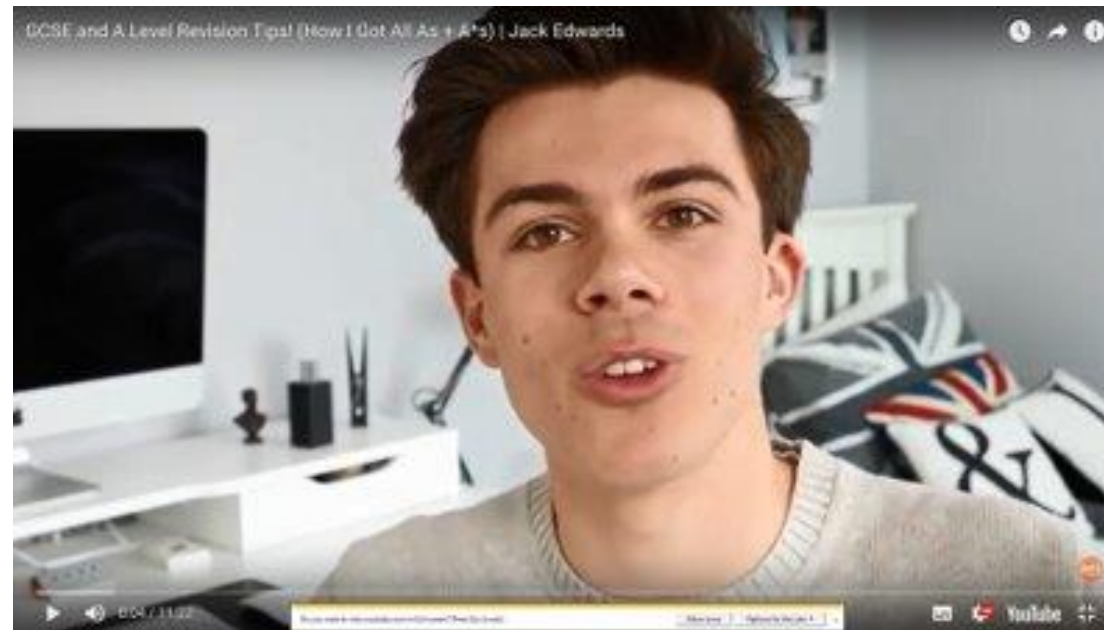 GCSE and A Level Revision Tips! (How I Got All As + A*s) | Jack Edwards
&
0:04 / 11:22
YouTube